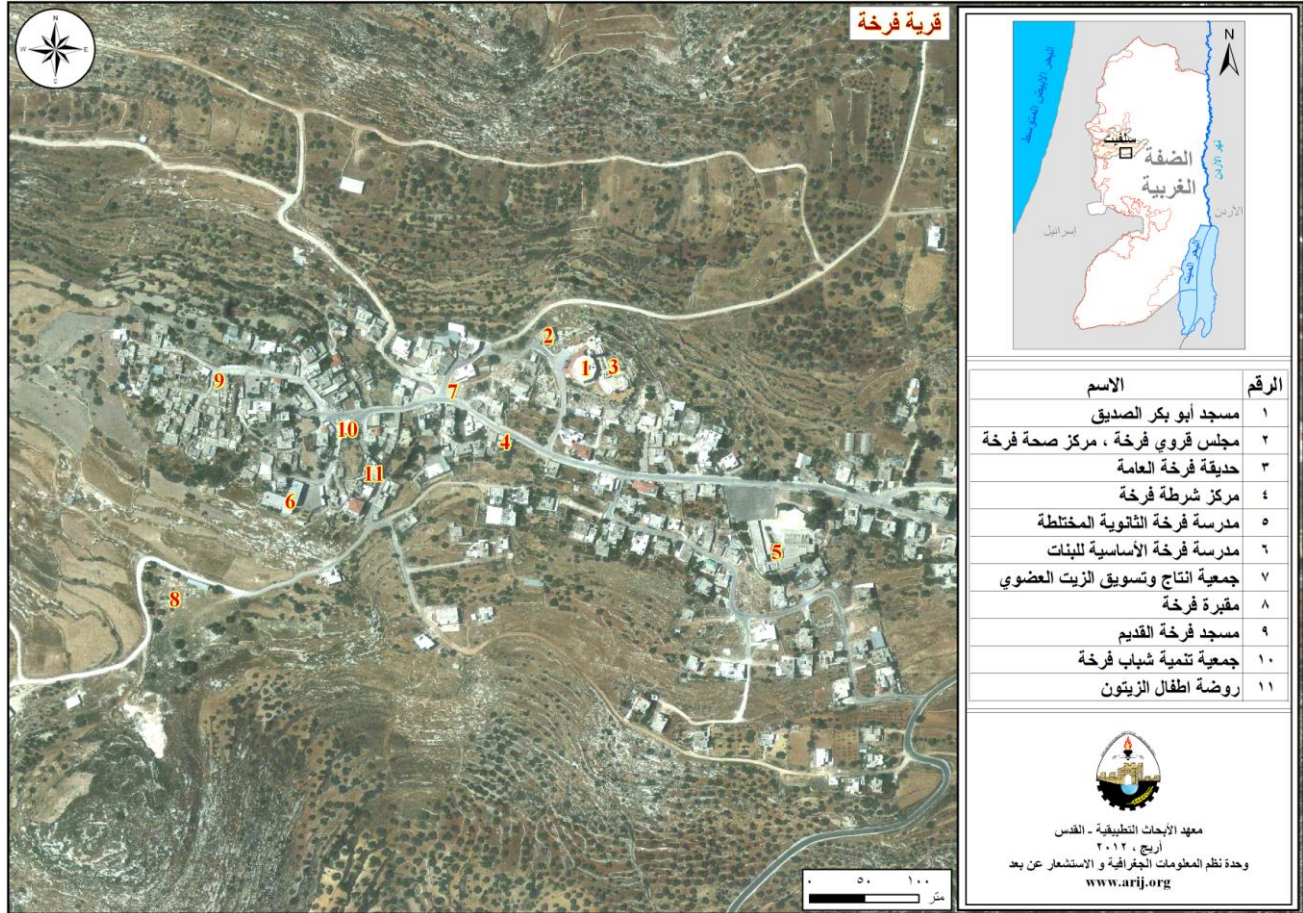 قرية فرخة
N
E
S
W
2
1
3
9
7
10
4
11
6
5
8
٠ ٥٠ ١٠٠
متر
N
البحر الابيض المتوسط
سلفيت
الضفة
الغربية
نهر الأردن
الأردن
إسرائيل
البحر الميت
الرقم الاسم
١ مسجد أبو بكر الصديق
٢ مجلس قروي فرخة ، مركز صحة فرخة
٣ حديقة فرخة العامة
٤ مركز شرطة فرخة
٥ مدرسة فرخة الثانوية المختلطة
٦ مدرسة فرخة الأساسية للبنات
٧ جمعية انتاج وتسويق الزيت العضوي
٨ مقبرة فرخة
٩ مسجد فرخة القديم
١٠ جمعية تنمية شباب فرخة
١١ روضة اطفال الزيتون
معهد الأبحاث التطبيقية - القدس
أريج ، ٢٠١٢
وحدة نظم المعلومات الجغرافية و الاستشعار عن بعد
www.arij.org